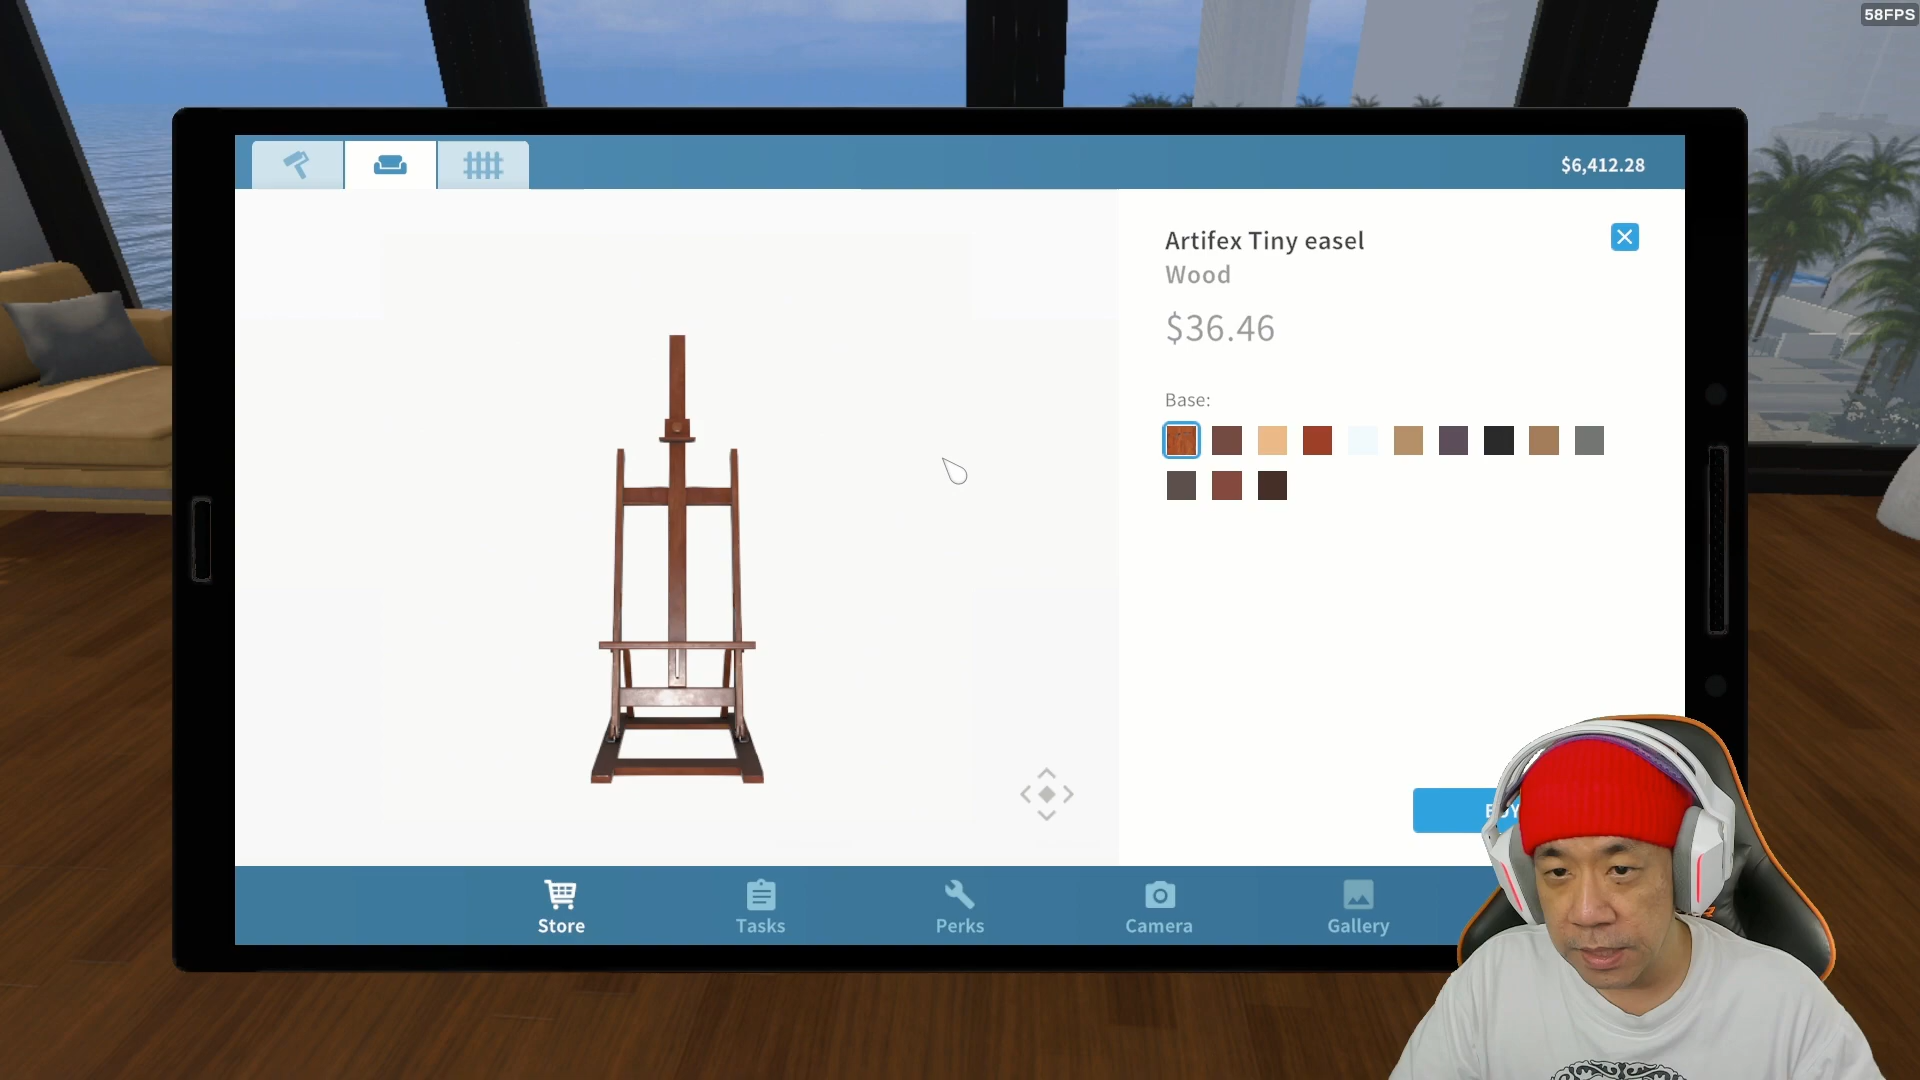 58FPS
$6,412.28
Artifex Tiny easel
Wood
$36.46
Base:
Store
Tasks
Perks
Camera
Gallery